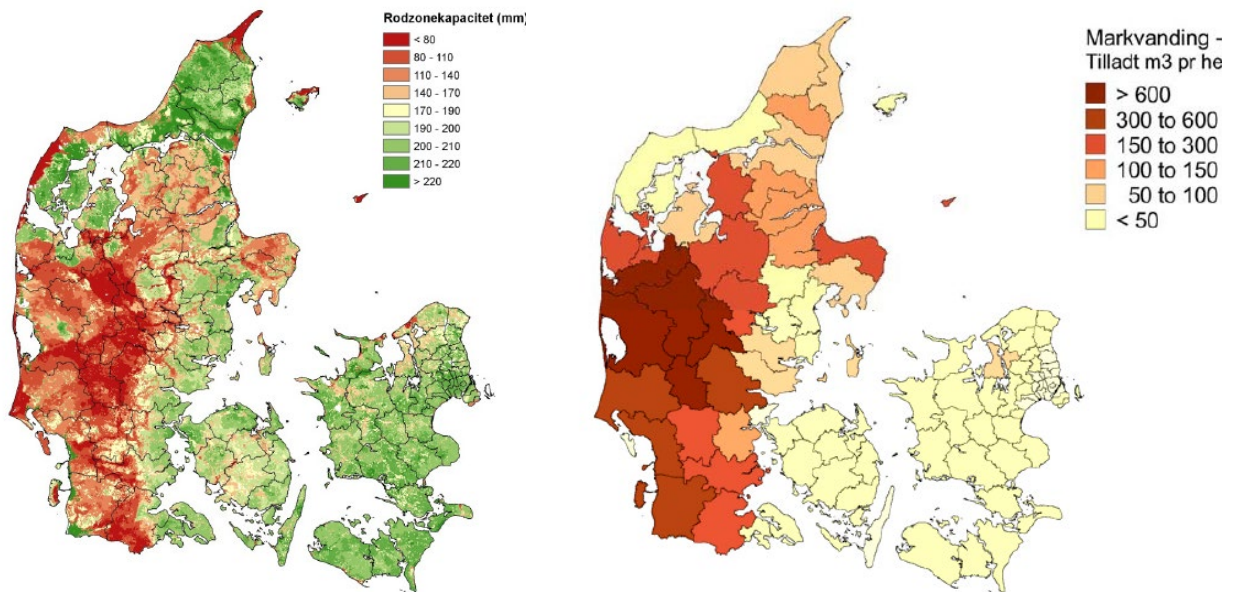 Rodzonekapacitet (mm)
< 80
80 - 110
110 - 140
140 - 170
170 - 190
190 - 200
200 - 210
210 - 220
> 220
Markvanding -
Tilladt m3 pr he
> 600
300 to 600
150 to 300
100 to 150
50 to 100
< 50